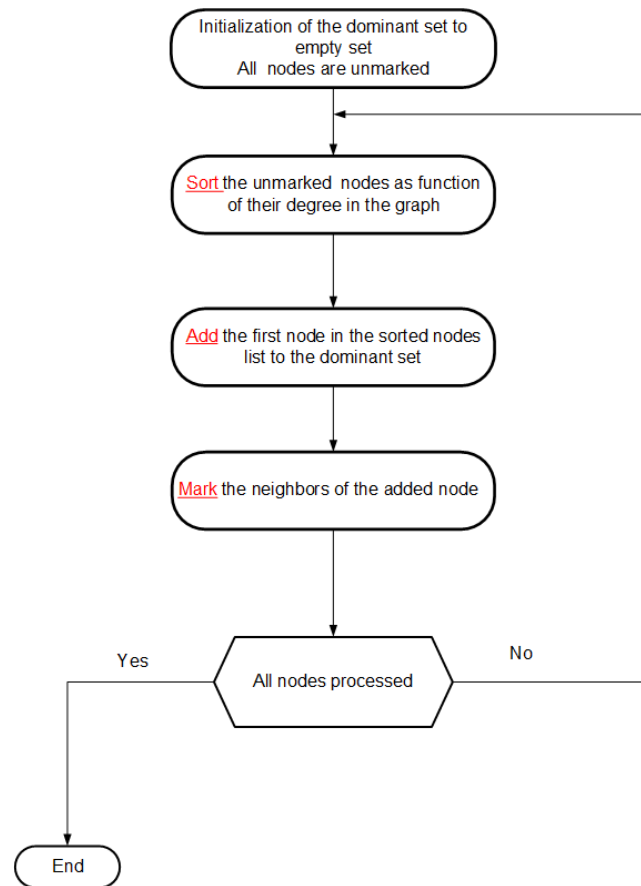 Initialization of the dominant set to
empty set
All nodes are unmarked
Sort the unmarked nodes as function
of their degree in the graph
Add the first node in the sorted nodes
list to the dominant set
Mark the neighbors of the added node
Yes
No
All nodes processed
End